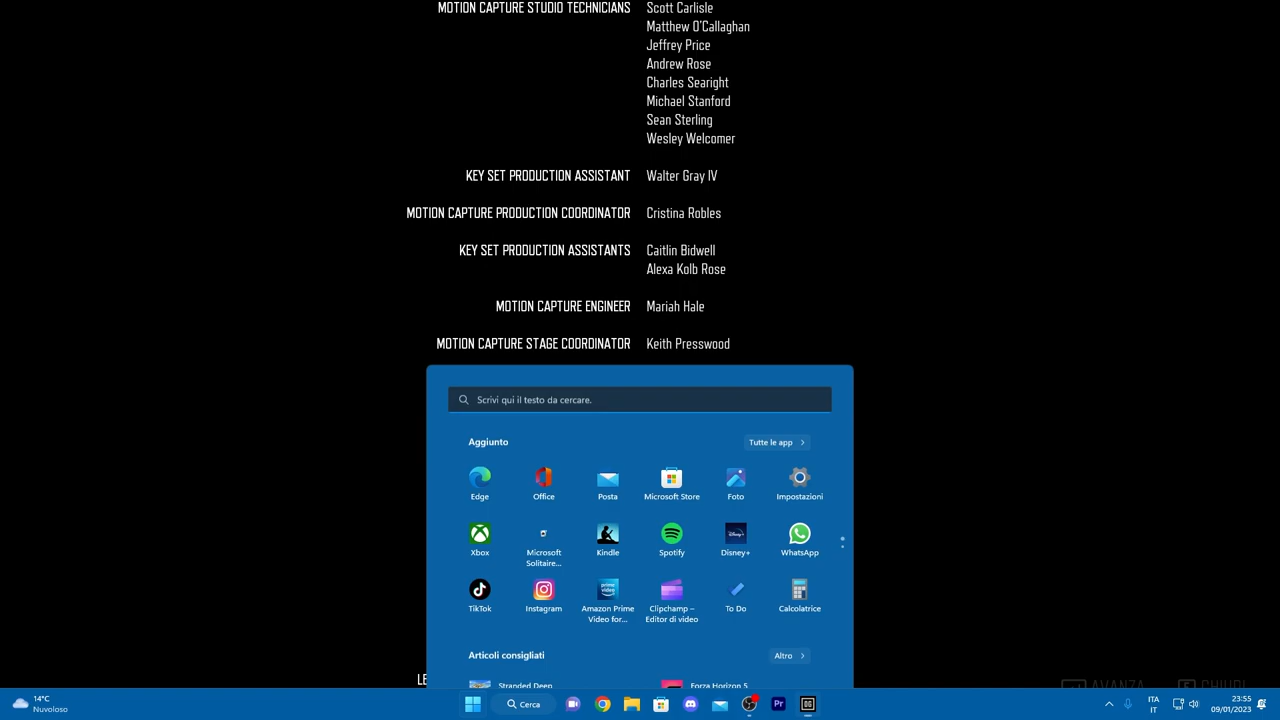 MOTION CAPTURE STUDIO TECHNICIANS Scott Carlisle
Matthew O'Callaghan
Jeffrey Price
Andrew Rose
Charles Searight
Michael Stanford
Sean Sterling
Wesley Welcomer
KEY SET PRODUCTION ASSISTANT Walter Gray IV
MOTION CAPTURE PRODUCTION COORDINATOR Cristina Robles
KEY SET PRODUCTION ASSISTANTS Caitlin Bidwell
Alexa Kolb Rose
MOTION CAPTURE ENGINEER Mariah Hale
MOTION CAPTURE STAGE COORDINATOR Keith Presswood
Scrivi qui il testo da cercare.
Aggiunto Tutte le app
Edge Office Posta Microsoft Store Foto Impostazioni
Xbox Microsoft Solitaire... Kindle Spotify Disney+ WhatsApp
TikTok Instagram Amazon Prime Video for... Clipchamp – Editor di video To Do Calcolatrice
Articoli consigliati Altro
LE
Stranded Deep Forza Horizon 5
AVANZA CHIUDI
14°C
Nuvoloso
Cerca
ITA
IT
23:55
09/01/2023